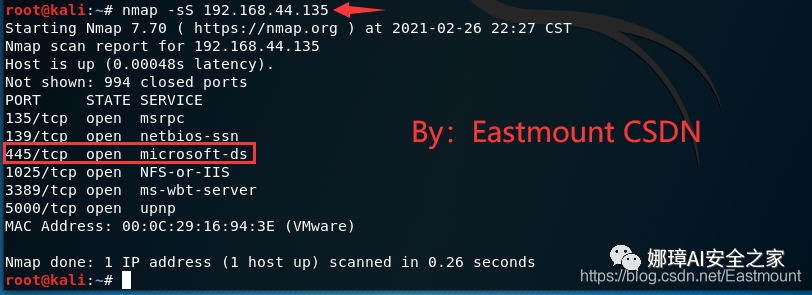 root@kali:~# nmap -sS 192.168.44.135
Starting Nmap 7.70 ( https://nmap.org ) at 2021-02-26 22:27 CST
Nmap scan report for 192.168.44.135
Host is up (0.00048s latency).
Not shown: 994 closed ports
PORT     STATE SERVICE
135/tcp  open  msrpc
139/tcp  open  netbios-ssn
445/tcp  open  microsoft-ds
1025/tcp open  NFS-or-IIS
3389/tcp open  ms-wbt-server
5000/tcp open  upnp
MAC Address: 00:0C:29:16:94:3E (VMware)
By：Eastmount CSDN
Nmap done: 1 IP address (1 host up) scanned in 0.26 seconds
root@kali:~#
娜璋AI安全之家
https://blog.csdn.net/Eastmount